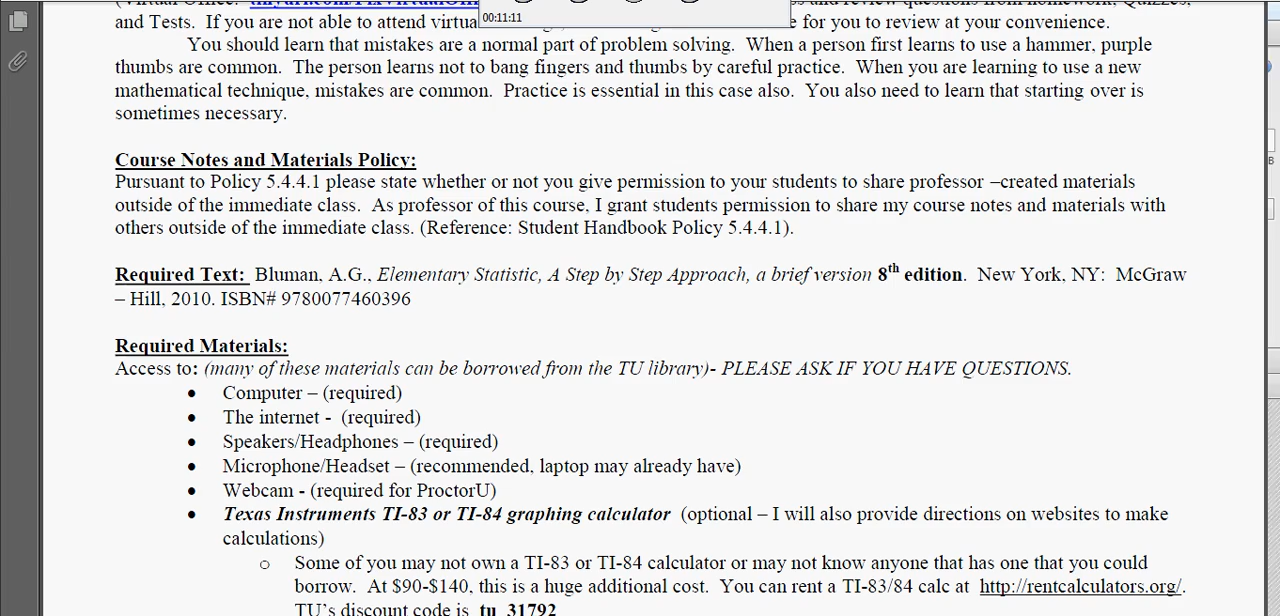 and Tests. If you are not able to attend virtua
00:11:11
e for you to review at your convenience.
You should learn that mistakes are a normal part of problem solving. When a person first learns to use a hammer, purple
thumbs are common. The person learns not to bang fingers and thumbs by careful practice. When you are learning to use a new
mathematical technique, mistakes are common. Practice is essential in this case also. You also need to learn that starting over is
sometimes necessary.
Course Notes and Materials Policy:
Pursuant to Policy 5.4.4.1 please state whether or not you give permission to your students to share professor –created materials
outside of the immediate class. As professor of this course, I grant students permission to share my course notes and materials with
others outside of the immediate class. (Reference: Student Handbook Policy 5.4.4.1).
Required Text: Bluman, A.G., Elementary Statistic, A Step by Step Approach, a brief version 8th edition. New York, NY: McGraw
– Hill, 2010. ISBN# 9780077460396
Required Materials:
Access to: (many of these materials can be borrowed from the TU library)- PLEASE ASK IF YOU HAVE QUESTIONS.
• Computer – (required)
• The internet - (required)
• Speakers/Headphones – (required)
• Microphone/Headset – (recommended, laptop may already have)
• Webcam - (required for ProctorU)
• Texas Instruments TI-83 or TI-84 graphing calculator (optional – I will also provide directions on websites to make
calculations)
o Some of you may not own a TI-83 or TI-84 calculator or may not know anyone that has one that you could
borrow. At $90-$140, this is a huge additional cost. You can rent a TI-83/84 calc at http://rentcalculators.org/.
TU's discount code is tu_31792